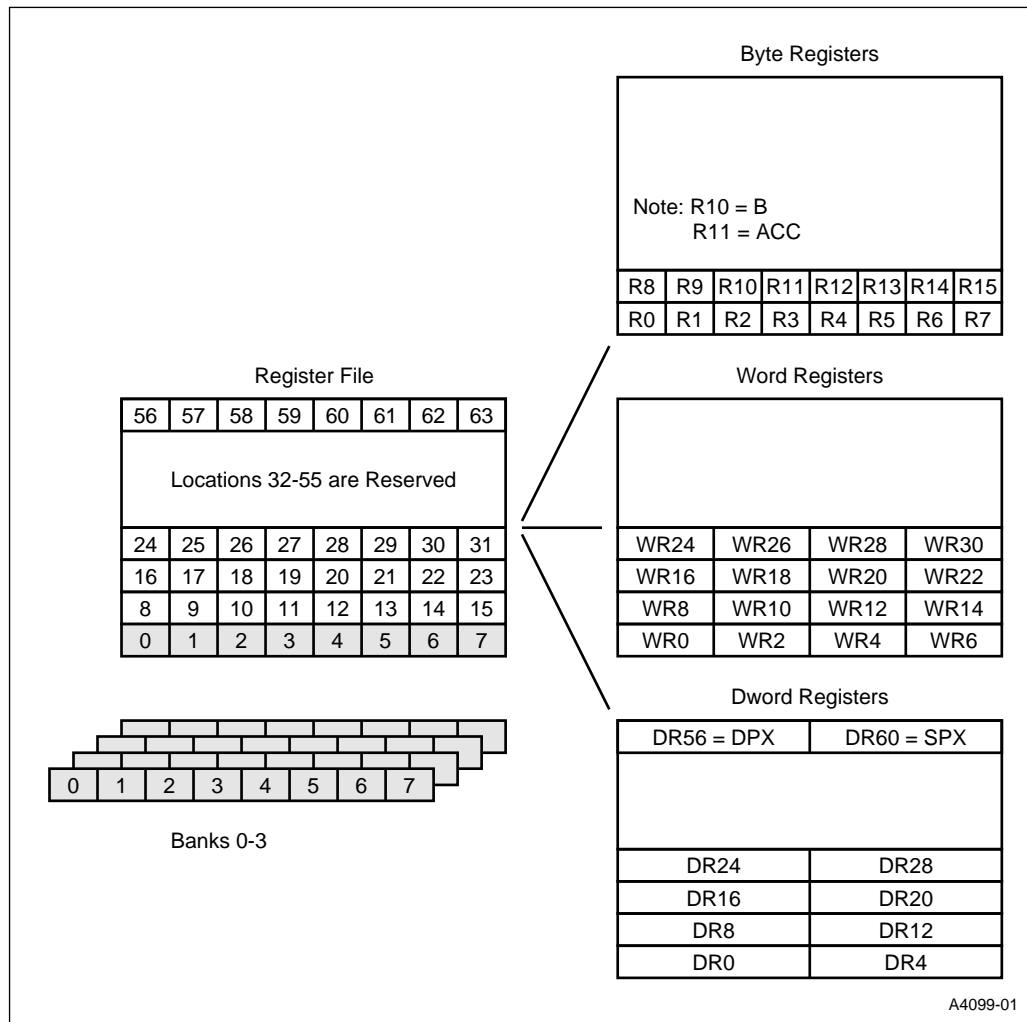 Byte Registers
Note: R10 = B
R11 = ACC
R8 R9 R10 R11 R12 R13 R14 R15
R0 R1 R2 R3 R4 R5 R6 R7
Register File
56 57 58 59 60 61 62 63
Locations 32-55 are Reserved
24 25 26 27 28 29 30 31
16 17 18 19 20 21 22 23
8 9 10 11 12 13 14 15
0 1 2 3 4 5 6 7
0 1 2 3 4 5 6 7
Banks 0-3
Word Registers
WR24 WR26 WR28 WR30
WR16 WR18 WR20 WR22
WR8 WR10 WR12 WR14
WR0 WR2 WR4 WR6
Dword Registers
DR56 = DPX DR60 = SPX
DR24 DR28
DR16 DR20
DR8 DR12
DR0 DR4
A4099-01